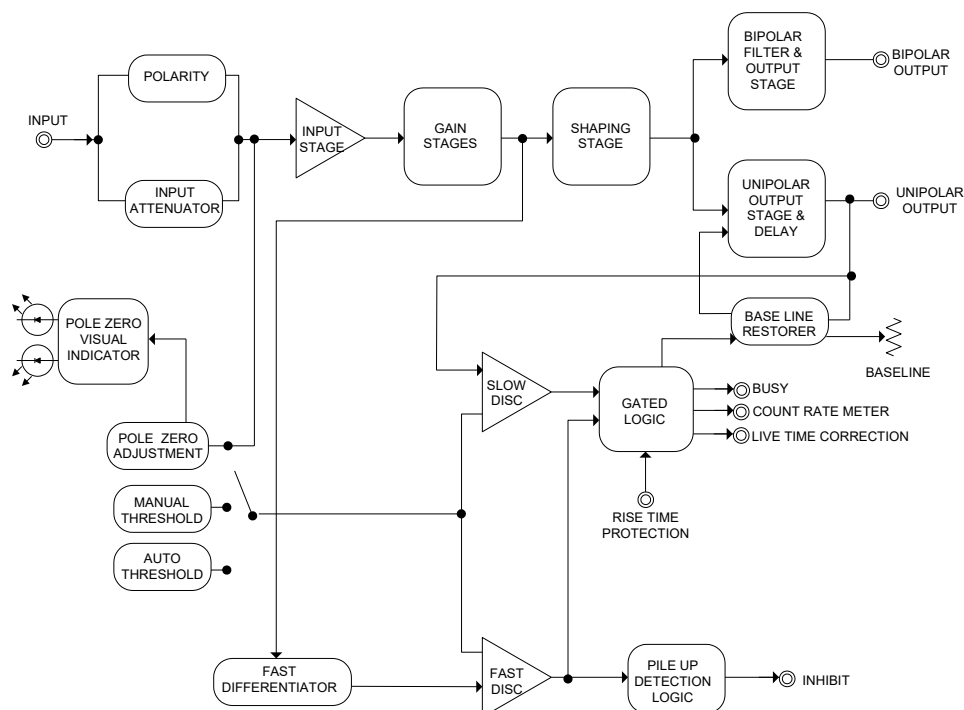 BIPOLAR
FILTER &
OUTPUT
STAGE
BIPOLAR
OUTPUT
POLARITY
INPUT
INPUT
STAGE
GAIN
STAGES
SHAPING
STAGE
INPUT
ATTENUATOR
UNIPOLAR
OUTPUT
STAGE &
DELAY
UNIPOLAR
OUTPUT
POLE ZERO
VISUAL
INDICATOR
BASE LINE
RESTORER
BASELINE
SLOW
DISC
GATED
LOGIC
BUSY
COUNT RATE METER
LIVE TIME CORRECTION
POLE ZERO
ADJUSTMENT
MANUAL
THRESHOLD
RISE TIME
PROTECTION
AUTO
THRESHOLD
FAST
DIFFERENTIATOR
FAST
DISC
PILE UP
DETECTION
LOGIC
INHIBIT